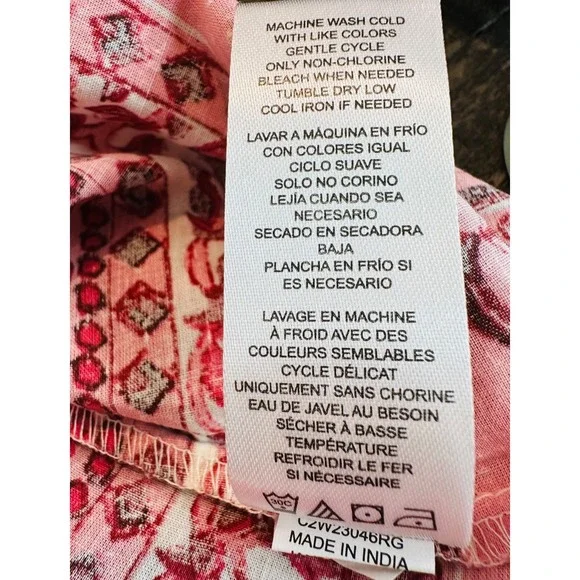 MACHINE WASH COLD
WITH LIKE COLORS
GENTLE CYCLE
ONLY NON-CHLORINE
BLEACH WHEN NEEDED
TUMBLE DRY LOW
COOL IRON IF NEEDED
LAVAR A MÁQUINA EN FRÍO
CON COLORES IGUAL
CICLO SUAVE
SOLO NO CORINO
LEJÍA CUANDO SEA
NECESARIO
SECADO EN SECADORA
BAJA
PLANCHA EN FRÍO SI
ES NECESARIO
LAVAGE EN MACHINE
À FROID AVEC DES
COULEURS SEMBLABLES
CYCLE DÉLICAT
UNIQUEMENT SANS CHORINE
EAU DE JAVEL AU BESOIN
SÉCHER À BASSE
TEMPÉRATURE
REFROIDIR LE FER
SI NÉCESSAIRE
30C
C2W23046RG
MADE IN INDIA